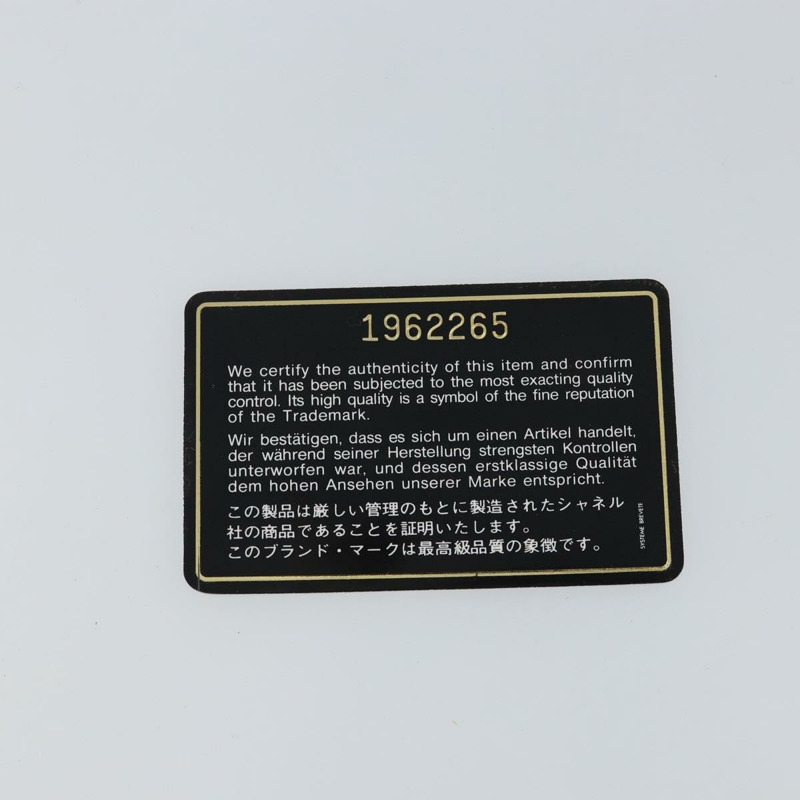 1962265
We certify the authenticity of this item and confirm
that it has been subjected to the most exacting quality
control. Its high quality is a symbol of the fine reputation
of the Trademark.
Wir bestätigen, dass es sich um einen Artikel handelt,
der während seiner Herstellung strengsten Kontrollen
unterworfen war, und dessen erstklassige Qualität
dem hohen Ansehen unserer Marke entspricht.
この製品は厳しい管理のもとに製造されたシャネル
社の商品であることを証明いたします。
このブランド・マークは最高級品質の象徴です。
SYSTEME BREVETE